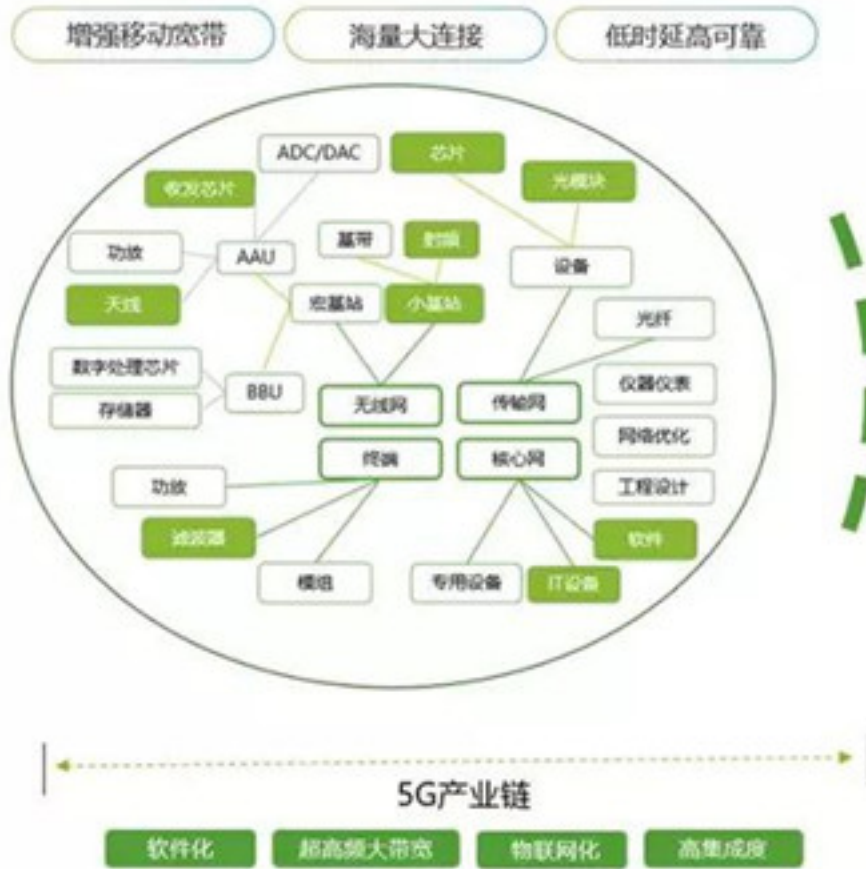 增强移动宽带 海量大连接 低时延高可靠
ADC/DAC 芯片
收发芯片 光模块
功放 AAU 基带 射频 设备
天线 宏基站 小基站 光纤
数字处理芯片 BBU 无线网 传输网 仪器仪表
存储器
终端 核心网 网络优化
功放 工程设计
滤波器 软件
模组 专用设备 IT设备
5G产业链
软件化 超高频大带宽 物联网化 高集成度